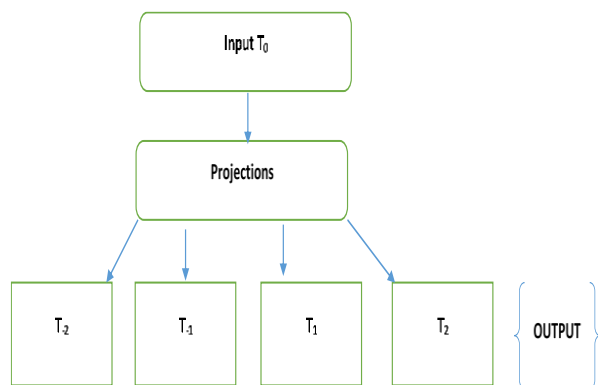 Input T₀
Projections
T₋₂
T₋₁
T₁
T₂
OUTPUT